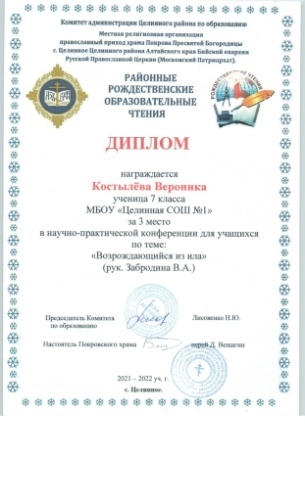 Комитет администрации Целинного района по образованию
Местная религиозная организация
православный приход храма Покрова Пресвятой Богородицы
с. Целинное Целинного района Алтайского края Бийской епархии
Русской Православной Церкви (Московский Патриархат).
РАЙОННЫЕ
РОЖДЕСТВЕНСКИЕ
ОБРАЗОВАТЕЛЬНЫЕ
ЧТЕНИЯ
РОЖДЕСТВЕНСКИЕ ЧТЕНИЯ
ДИПЛОМ
награждается
Костылёва Вероника
ученица 7 класса
МБОУ «Целинная СОШ №1»
за 3 место
в научно-практической конференции для учащихся
по теме:
«Возрождающийся из ила»
(рук. Забродина В.А.)
Председатель Комитета
по образованию
Лисовенко Н.Ю.
Настоятель Покровского храма
иерей Д. Вешагин
2021 – 2022 уч. г.
с. Целинное.